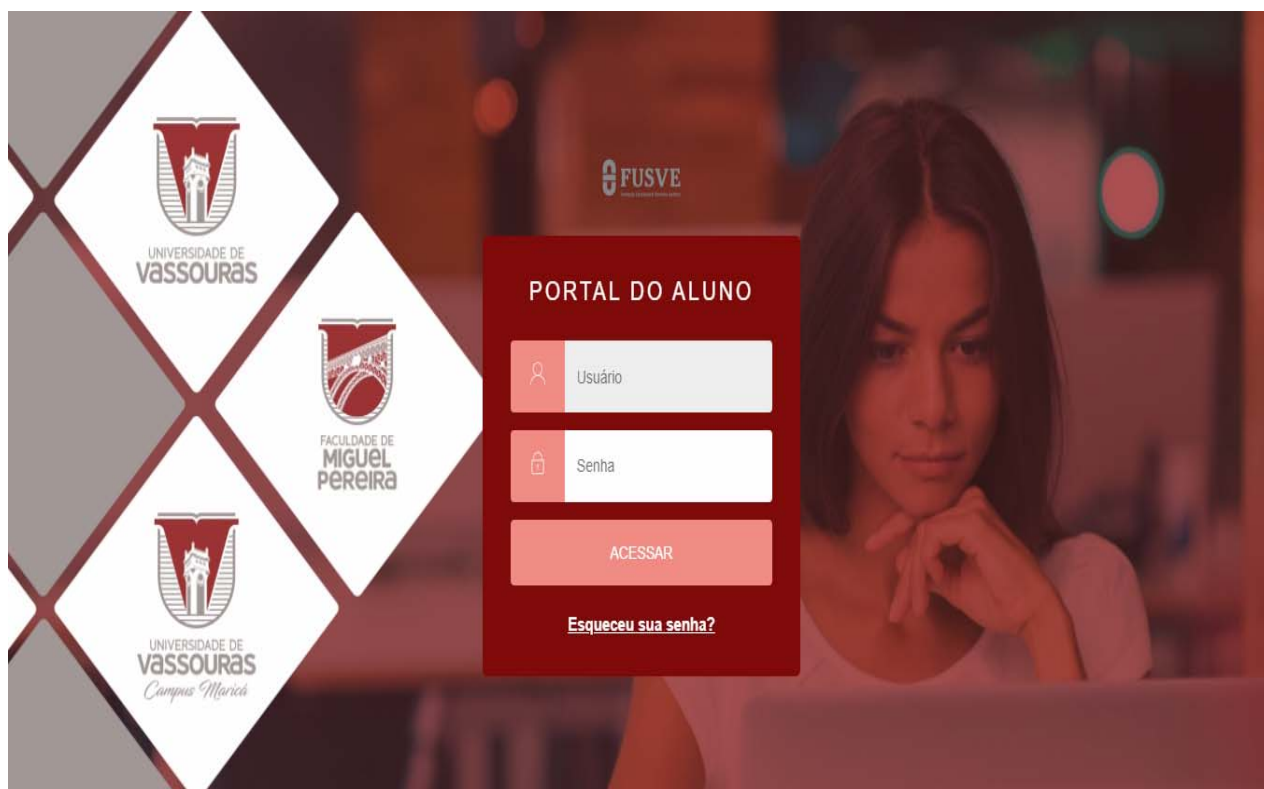 UNIVERSIDADE DE
VASSOURAS
FACULDADE DE
MIGUEL
PEREIRA
UNIVERSIDADE DE
VASSOURAS
Campus Maricá
FUSVE
PORTAL DO ALUNO
Usuário
Senha
ACESSAR
Esqueceu sua senha?